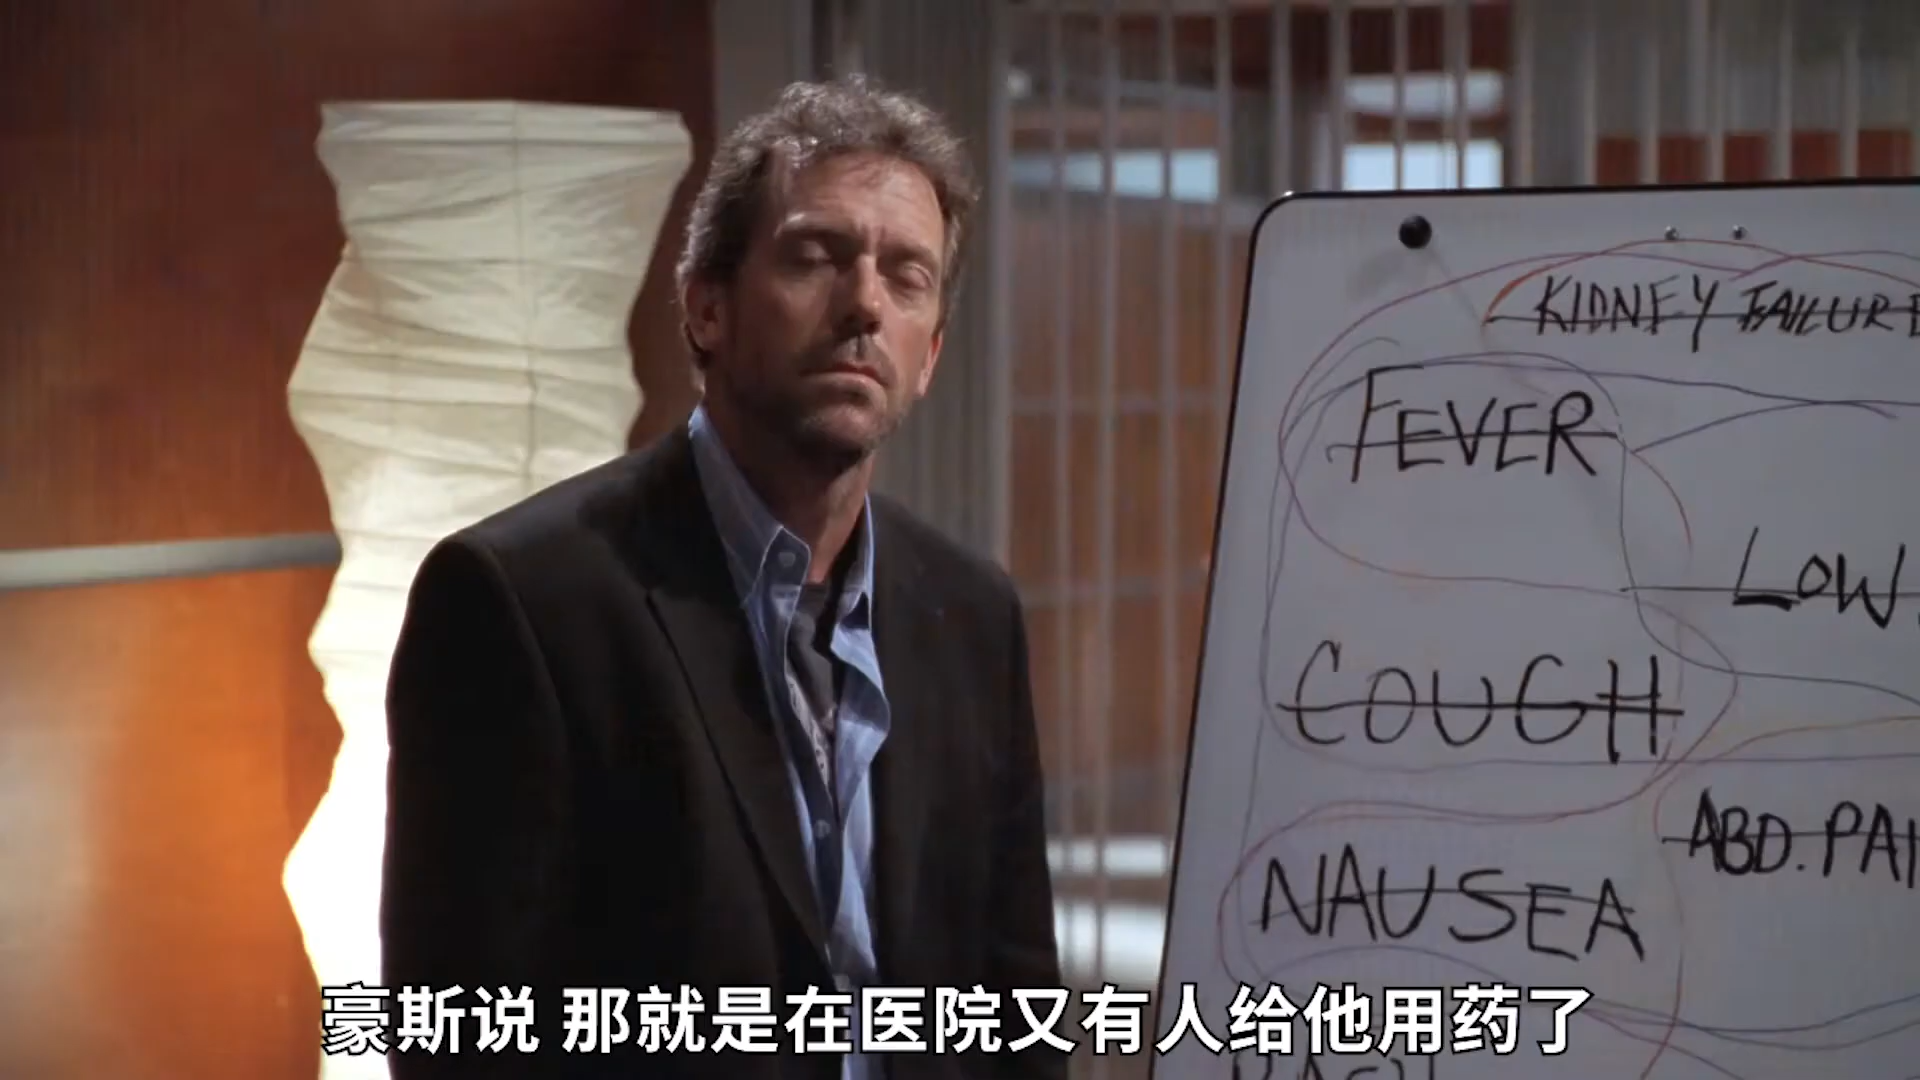 KIDNEY FAILURE
FEVER
LOW
COUGH
ABD. PAI
NAUSEA
豪斯说 那就是在医院又有人给他用药了